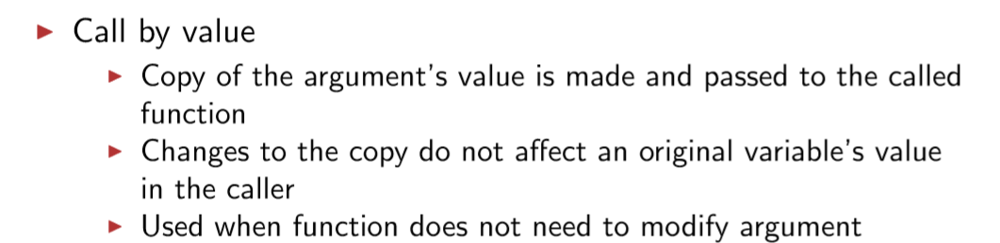 Call by value
Copy of the argument's value is made and passed to the called
function
Changes to the copy do not affect an original variable's value
in the caller
Used when function does not need to modify argument